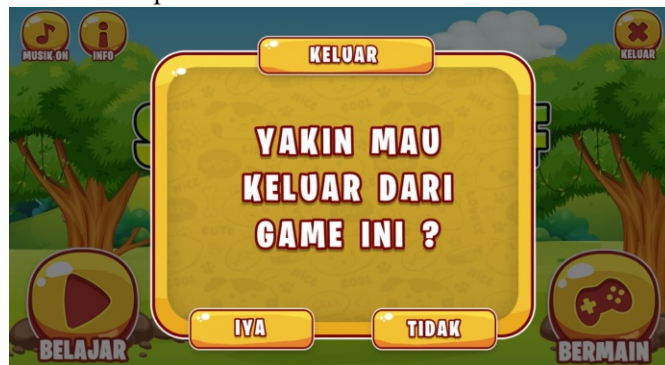 MUSIK ON
INFO
KELUAR
KELUAR
YAKIN MAU
KELUAR DARI
GAME INI ?
IYA
TIDAK
BELAJAR
BERMAIN